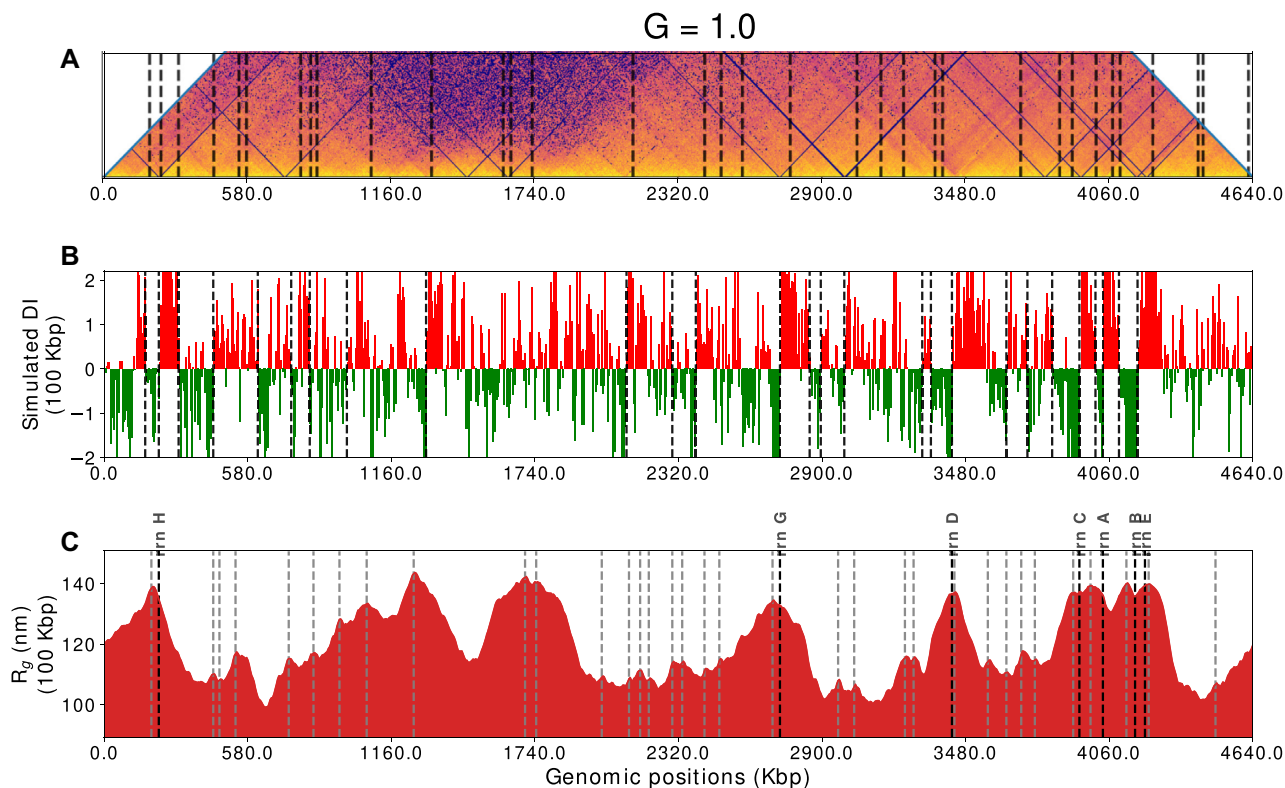 G = 1.0
A
0.0 580.0 1160.0 1740.0 2320.0 2900.0 3480.0 4060.0 4640.0
B
Simulated DI
(100 Kbp)
2
1
0
−1
−2
0.0 580.0 1160.0 1740.0 2320.0 2900.0 3480.0 4060.0 4640.0
C
rrn H rrn G rrn D rrn C rrn A rrn B rrn E
Rg (nm)
(100 Kbp)
140
120
100
0.0 580.0 1160.0 1740.0 2320.0 2900.0 3480.0 4060.0 4640.0
Genomic positions (Kbp)